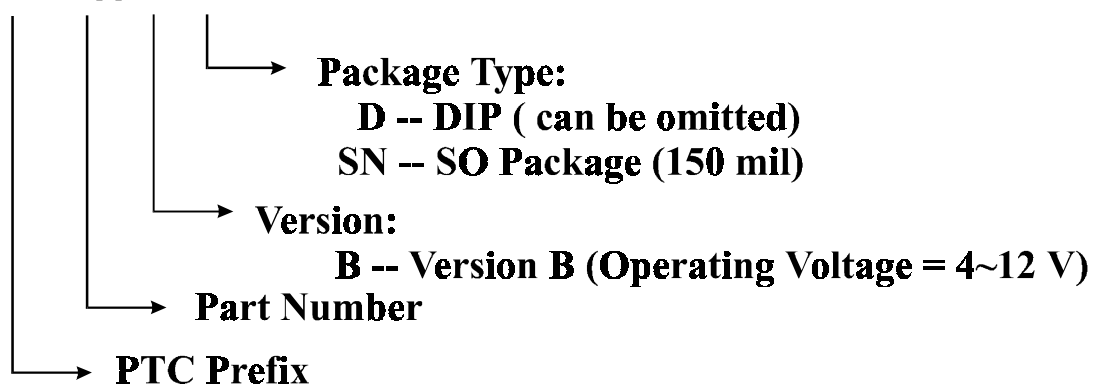 Package Type:
D -- DIP ( can be omitted)
SN -- SO Package (150 mil)
Version:
B -- Version B (Operating Voltage = 4~12 V)
Part Number
PTC Prefix